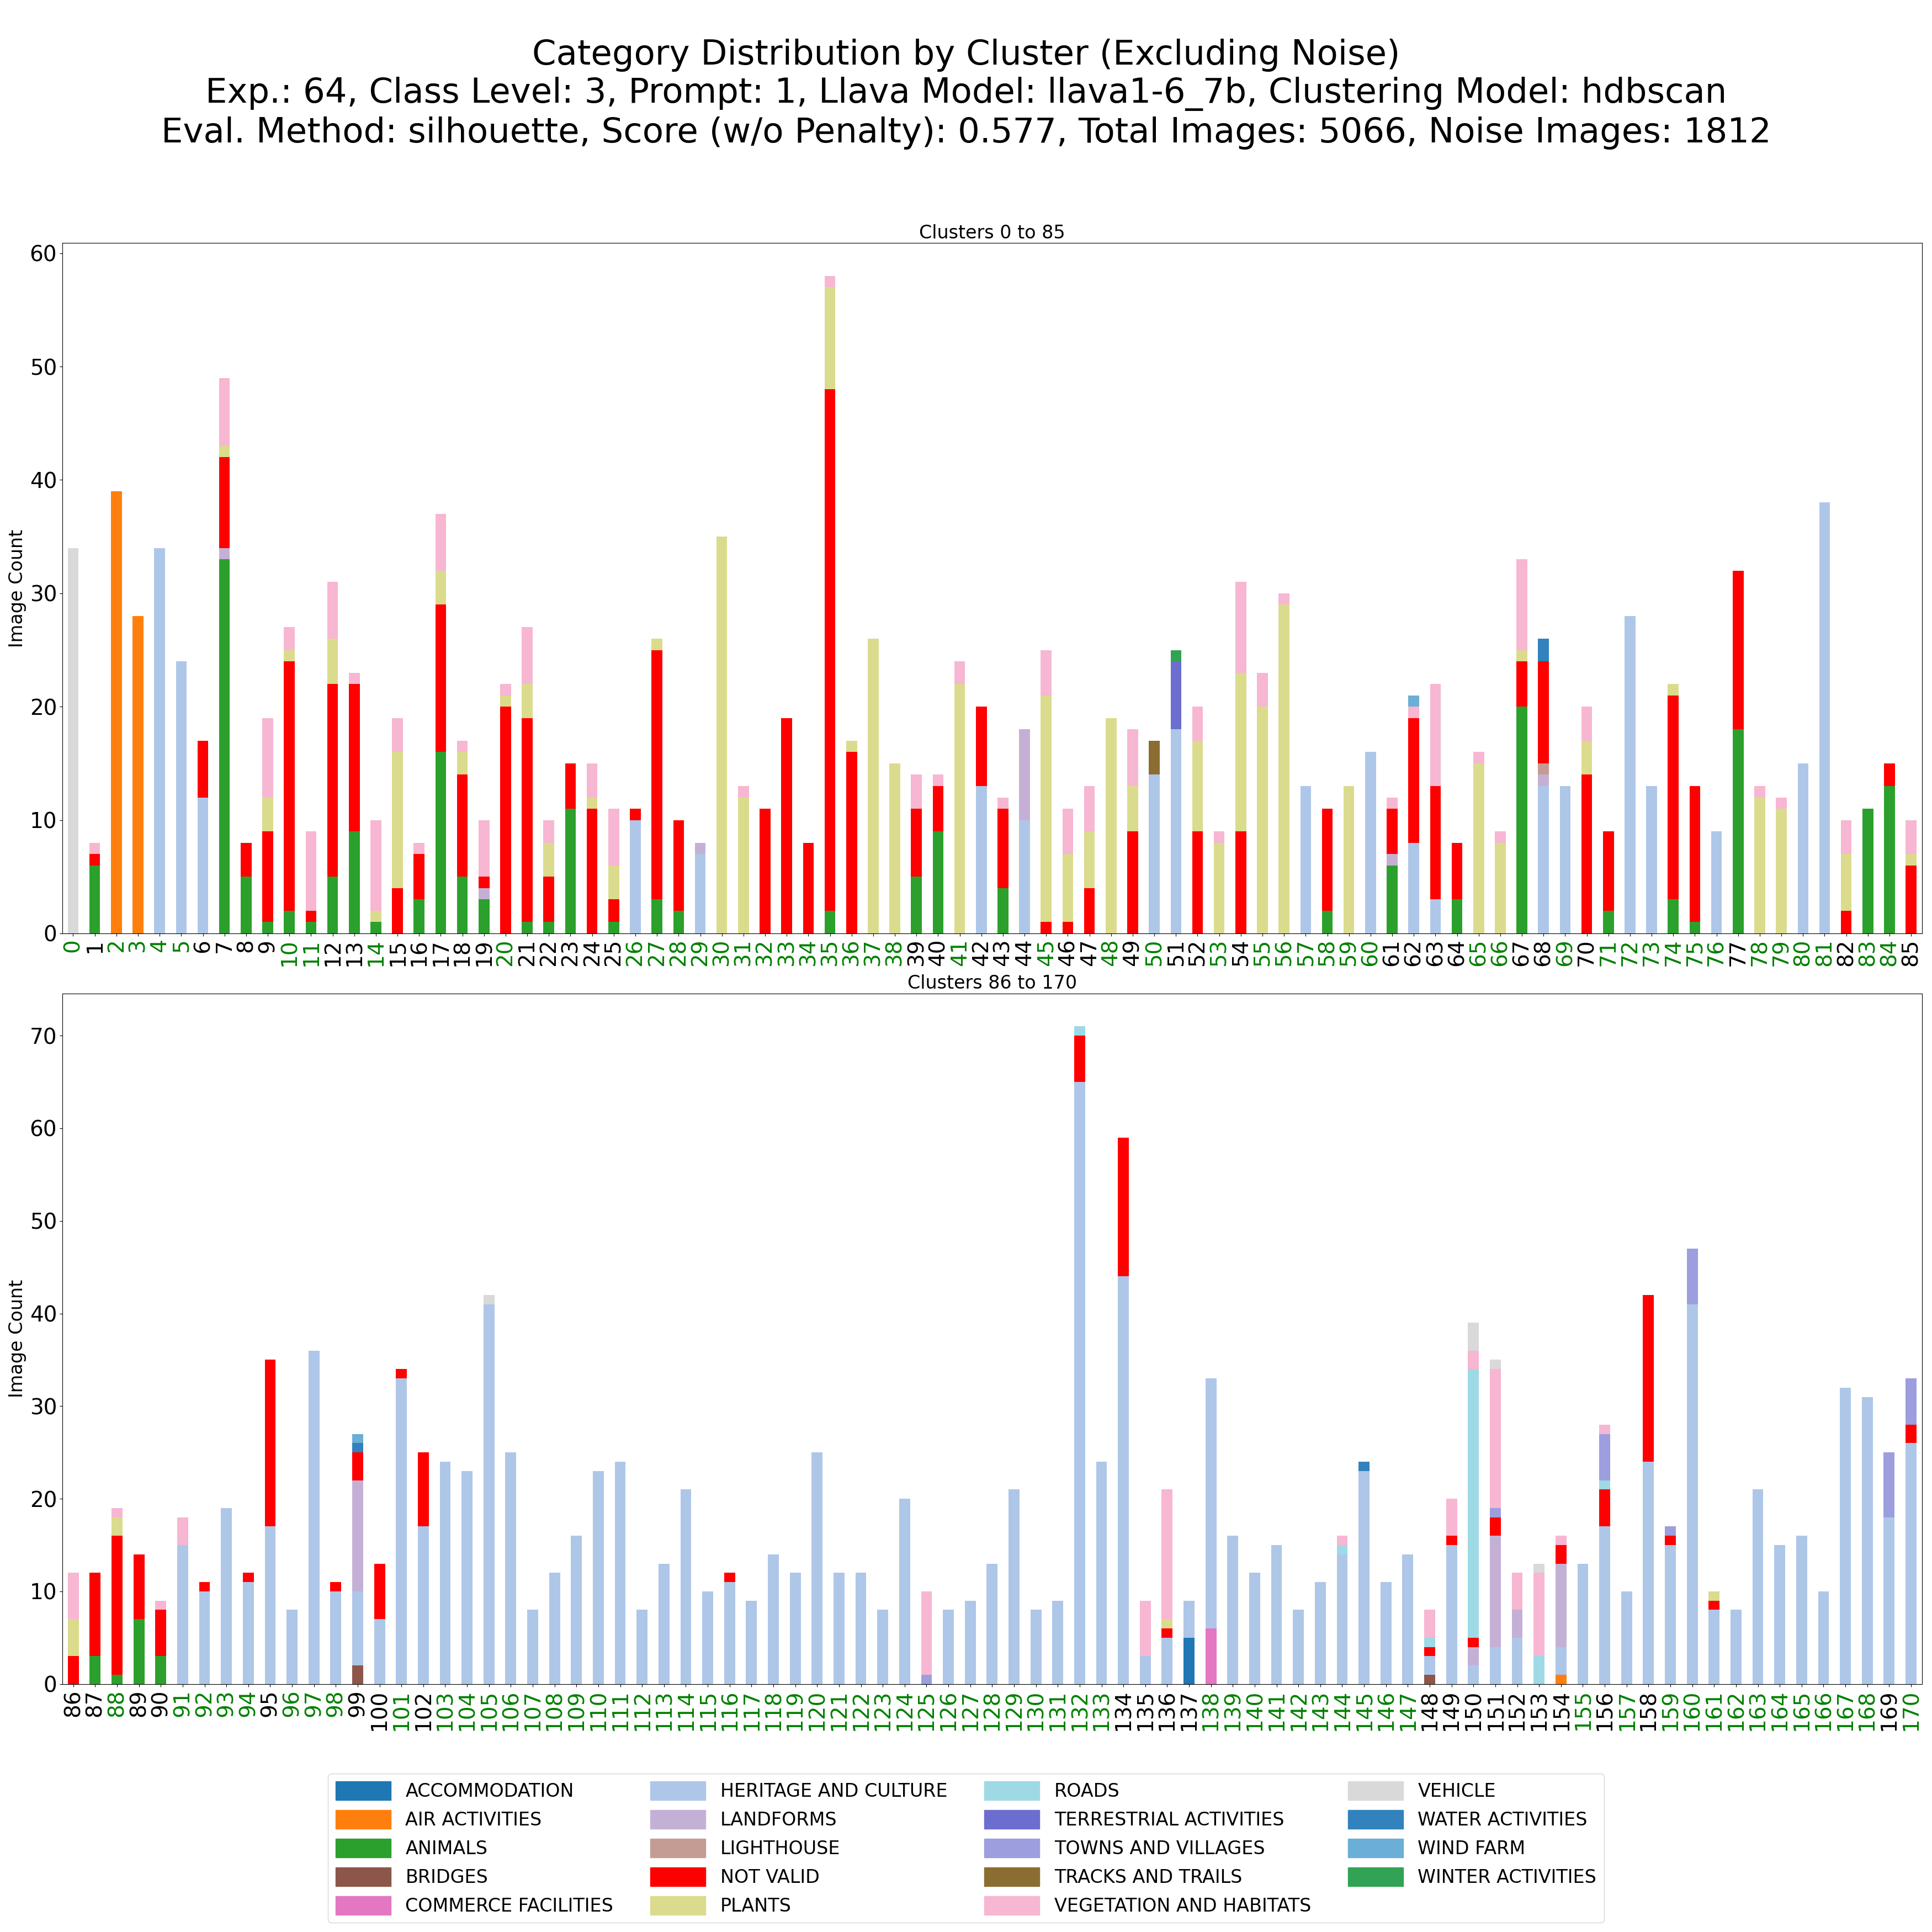 Category Distribution by Cluster (Excluding Noise)
Exp.: 64, Class Level: 3, Prompt: 1, Llava Model: llava1-6_7b, Clustering Model: hdbscan
Eval. Method: silhouette, Score (w/o Penalty): 0.577, Total Images: 5066, Noise Images: 1812
Clusters 0 to 85
Image Count
60
50
40
30
20
10
0
0 1 2 3 4 5 6 7 8 9 10 11 12 13 14 15 16 17 18 19 20 21 22 23 24 25 26 27 28 29 30 31 32 33 34 35 36 37 38 39 40 41 42 43 44 45 46 47 48 49 50 51 52 53 54 55 56 57 58 59 60 61 62 63 64 65 66 67 68 69 70 71 72 73 74 75 76 77 78 79 80 81 82 83 84 85
Clusters 86 to 170
Image Count
70
60
50
40
30
20
10
0
86 87 88 89 90 91 92 93 94 95 96 97 98 99 100 101 102 103 104 105 106 107 108 109 110 111 112 113 114 115 116 117 118 119 120 121 122 123 124 125 126 127 128 129 130 131 132 133 134 135 136 137 138 139 140 141 142 143 144 145 146 147 148 149 150 151 152 153 154 155 156 157 158 159 160 161 162 163 164 165 166 167 168 169 170
ACCOMMODATION
AIR ACTIVITIES
ANIMALS
BRIDGES
COMMERCE FACILITIES
HERITAGE AND CULTURE
LANDFORMS
LIGHTHOUSE
NOT VALID
PLANTS
ROADS
TERRESTRIAL ACTIVITIES
TOWNS AND VILLAGES
TRACKS AND TRAILS
VEGETATION AND HABITATS
VEHICLE
WATER ACTIVITIES
WIND FARM
WINTER ACTIVITIES